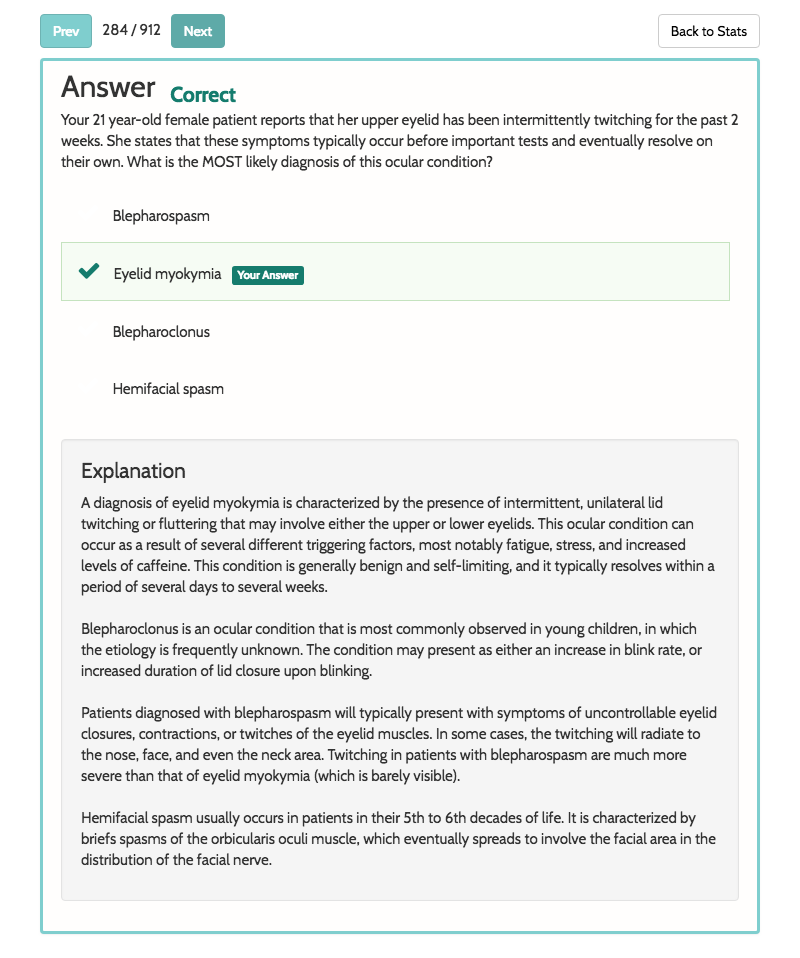 Prev 284 / 912 Next Back to Stats
Answer Correct
Your 21 year-old female patient reports that her upper eyelid has been intermittently twitching for the past 2
weeks. She states that these symptoms typically occur before important tests and eventually resolve on
their own. What is the MOST likely diagnosis of this ocular condition?
Blepharospasm
Eyelid myokymia Your Answer
Blepharoclonus
Hemifacial spasm
Explanation
A diagnosis of eyelid myokymia is characterized by the presence of intermittent, unilateral lid
twitching or fluttering that may involve either the upper or lower eyelids. This ocular condition can
occur as a result of several different triggering factors, most notably fatigue, stress, and increased
levels of caffeine. This condition is generally benign and self-limiting, and it typically resolves within a
period of several days to several weeks.
Blepharoclonus is an ocular condition that is most commonly observed in young children, in which
the etiology is frequently unknown. The condition may present as either an increase in blink rate, or
increased duration of lid closure upon blinking.
Patients diagnosed with blepharospasm will typically present with symptoms of uncontrollable eyelid
closures, contractions, or twitches of the eyelid muscles. In some cases, the twitching will radiate to
the nose, face, and even the neck area. Twitching in patients with blepharospasm are much more
severe than that of eyelid myokymia (which is barely visible).
Hemifacial spasm usually occurs in patients in their 5th to 6th decades of life. It is characterized by
briefs spasms of the orbicularis oculi muscle, which eventually spreads to involve the facial area in the
distribution of the facial nerve.